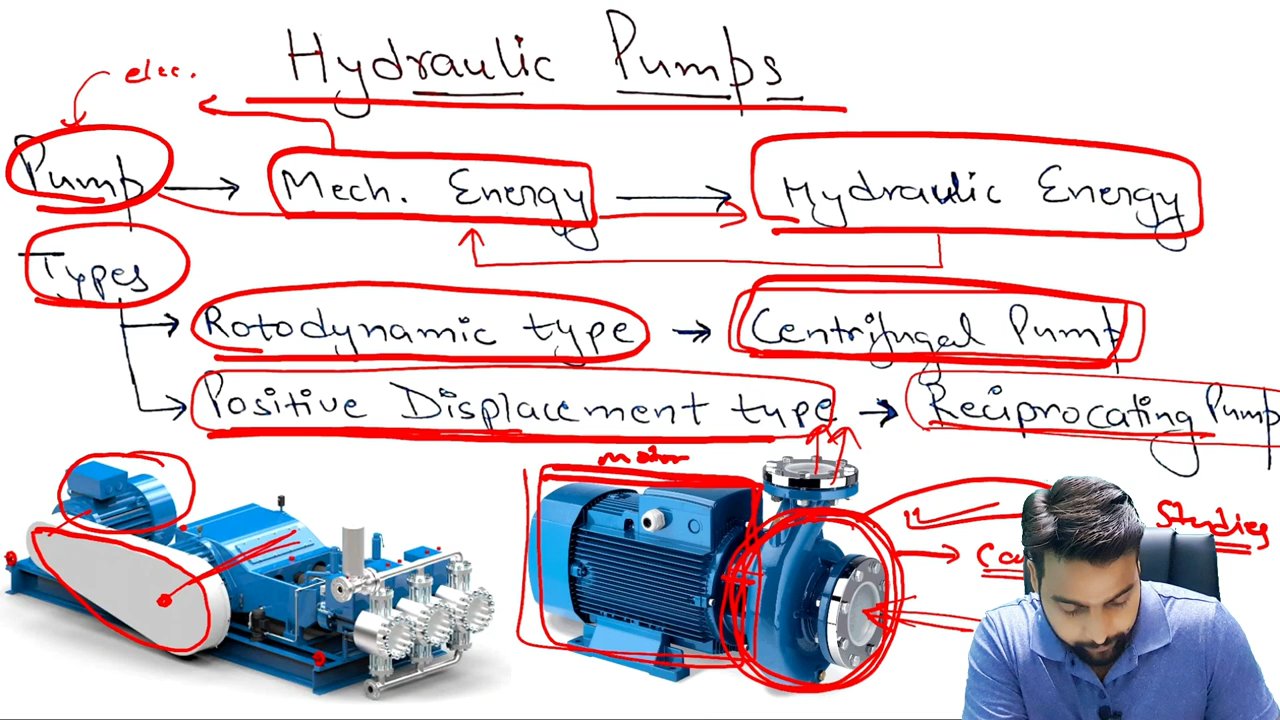 Hydraulic Pumps
elec.
Pump → Mech. Energy → Hydraulic Energy
Types
→ Rotodynamic type → Centrifugal Pump
→ Positive Displacement type → Reciprocating Pump
motor
Studies